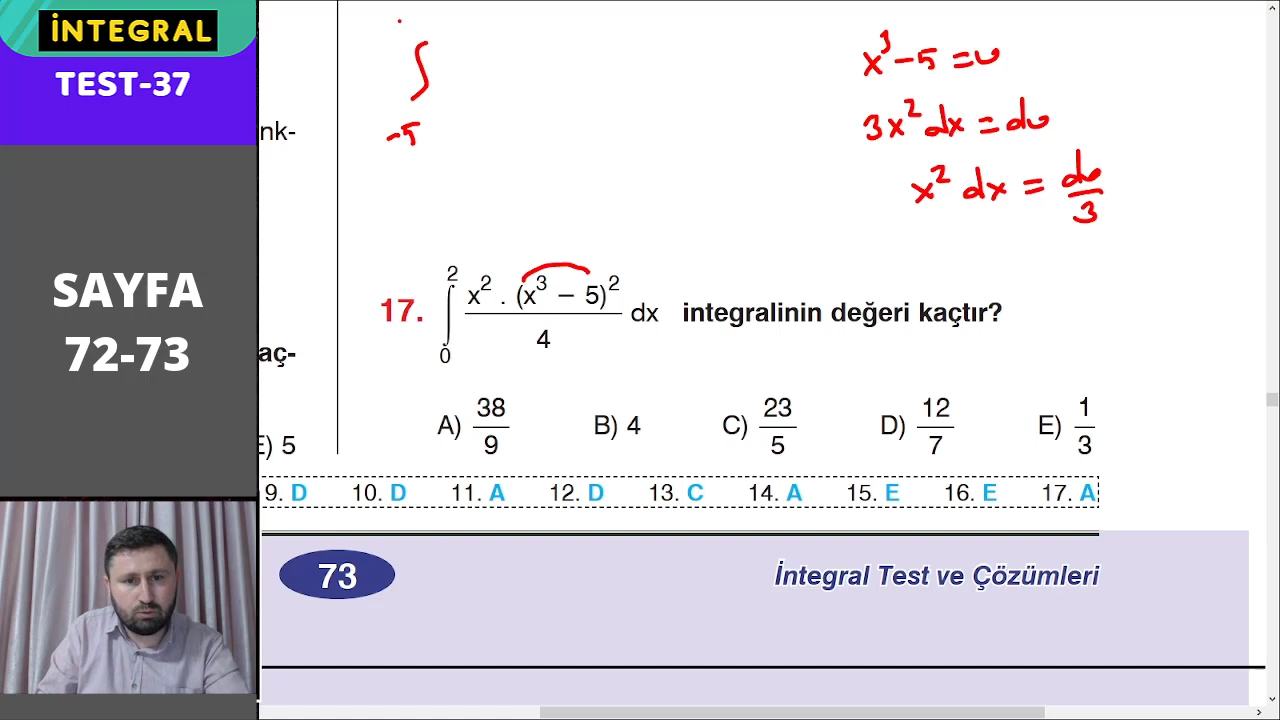 İNTEGRAL
TEST-37
SAYFA
72-73
nk-
aç-
E) 5
∫
-5
x³ - 5 = u
3x² dx = du
x² dx = du/3
17. ∫₀² x² . (x³ – 5)² / 4 dx integralinin değeri kaçtır?
A) 38/9 B) 4 C) 23/5 D) 12/7 E) 1/3
9. D 10. D 11. A 12. D 13. C 14. A 15. E 16. E 17. A
73
İntegral Test ve Çözümleri